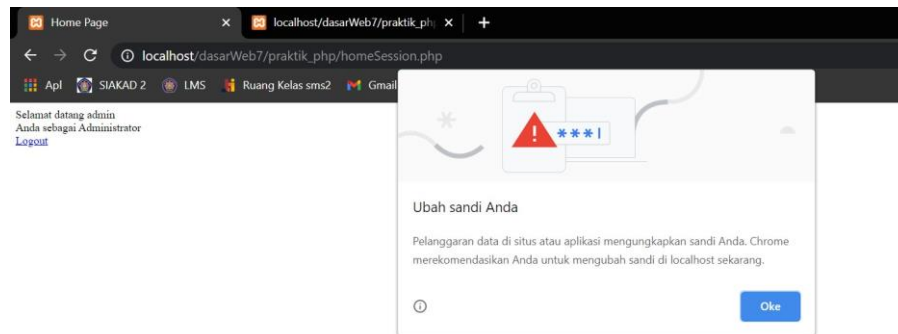 Home Page
localhost/dasarWeb7/praktik_ph
localhost/dasarWeb7/praktik_php/homeSession.php
Apl SIAKAD 2 LMS Ruang Kelas sms2 Gmail
Selamat datang admin
Anda sebagai Administrator
Logout
***
Ubah sandi Anda
Pelanggaran data di situs atau aplikasi mengungkapkan sandi Anda. Chrome
merekomendasikan Anda untuk mengubah sandi di localhost sekarang.
Oke